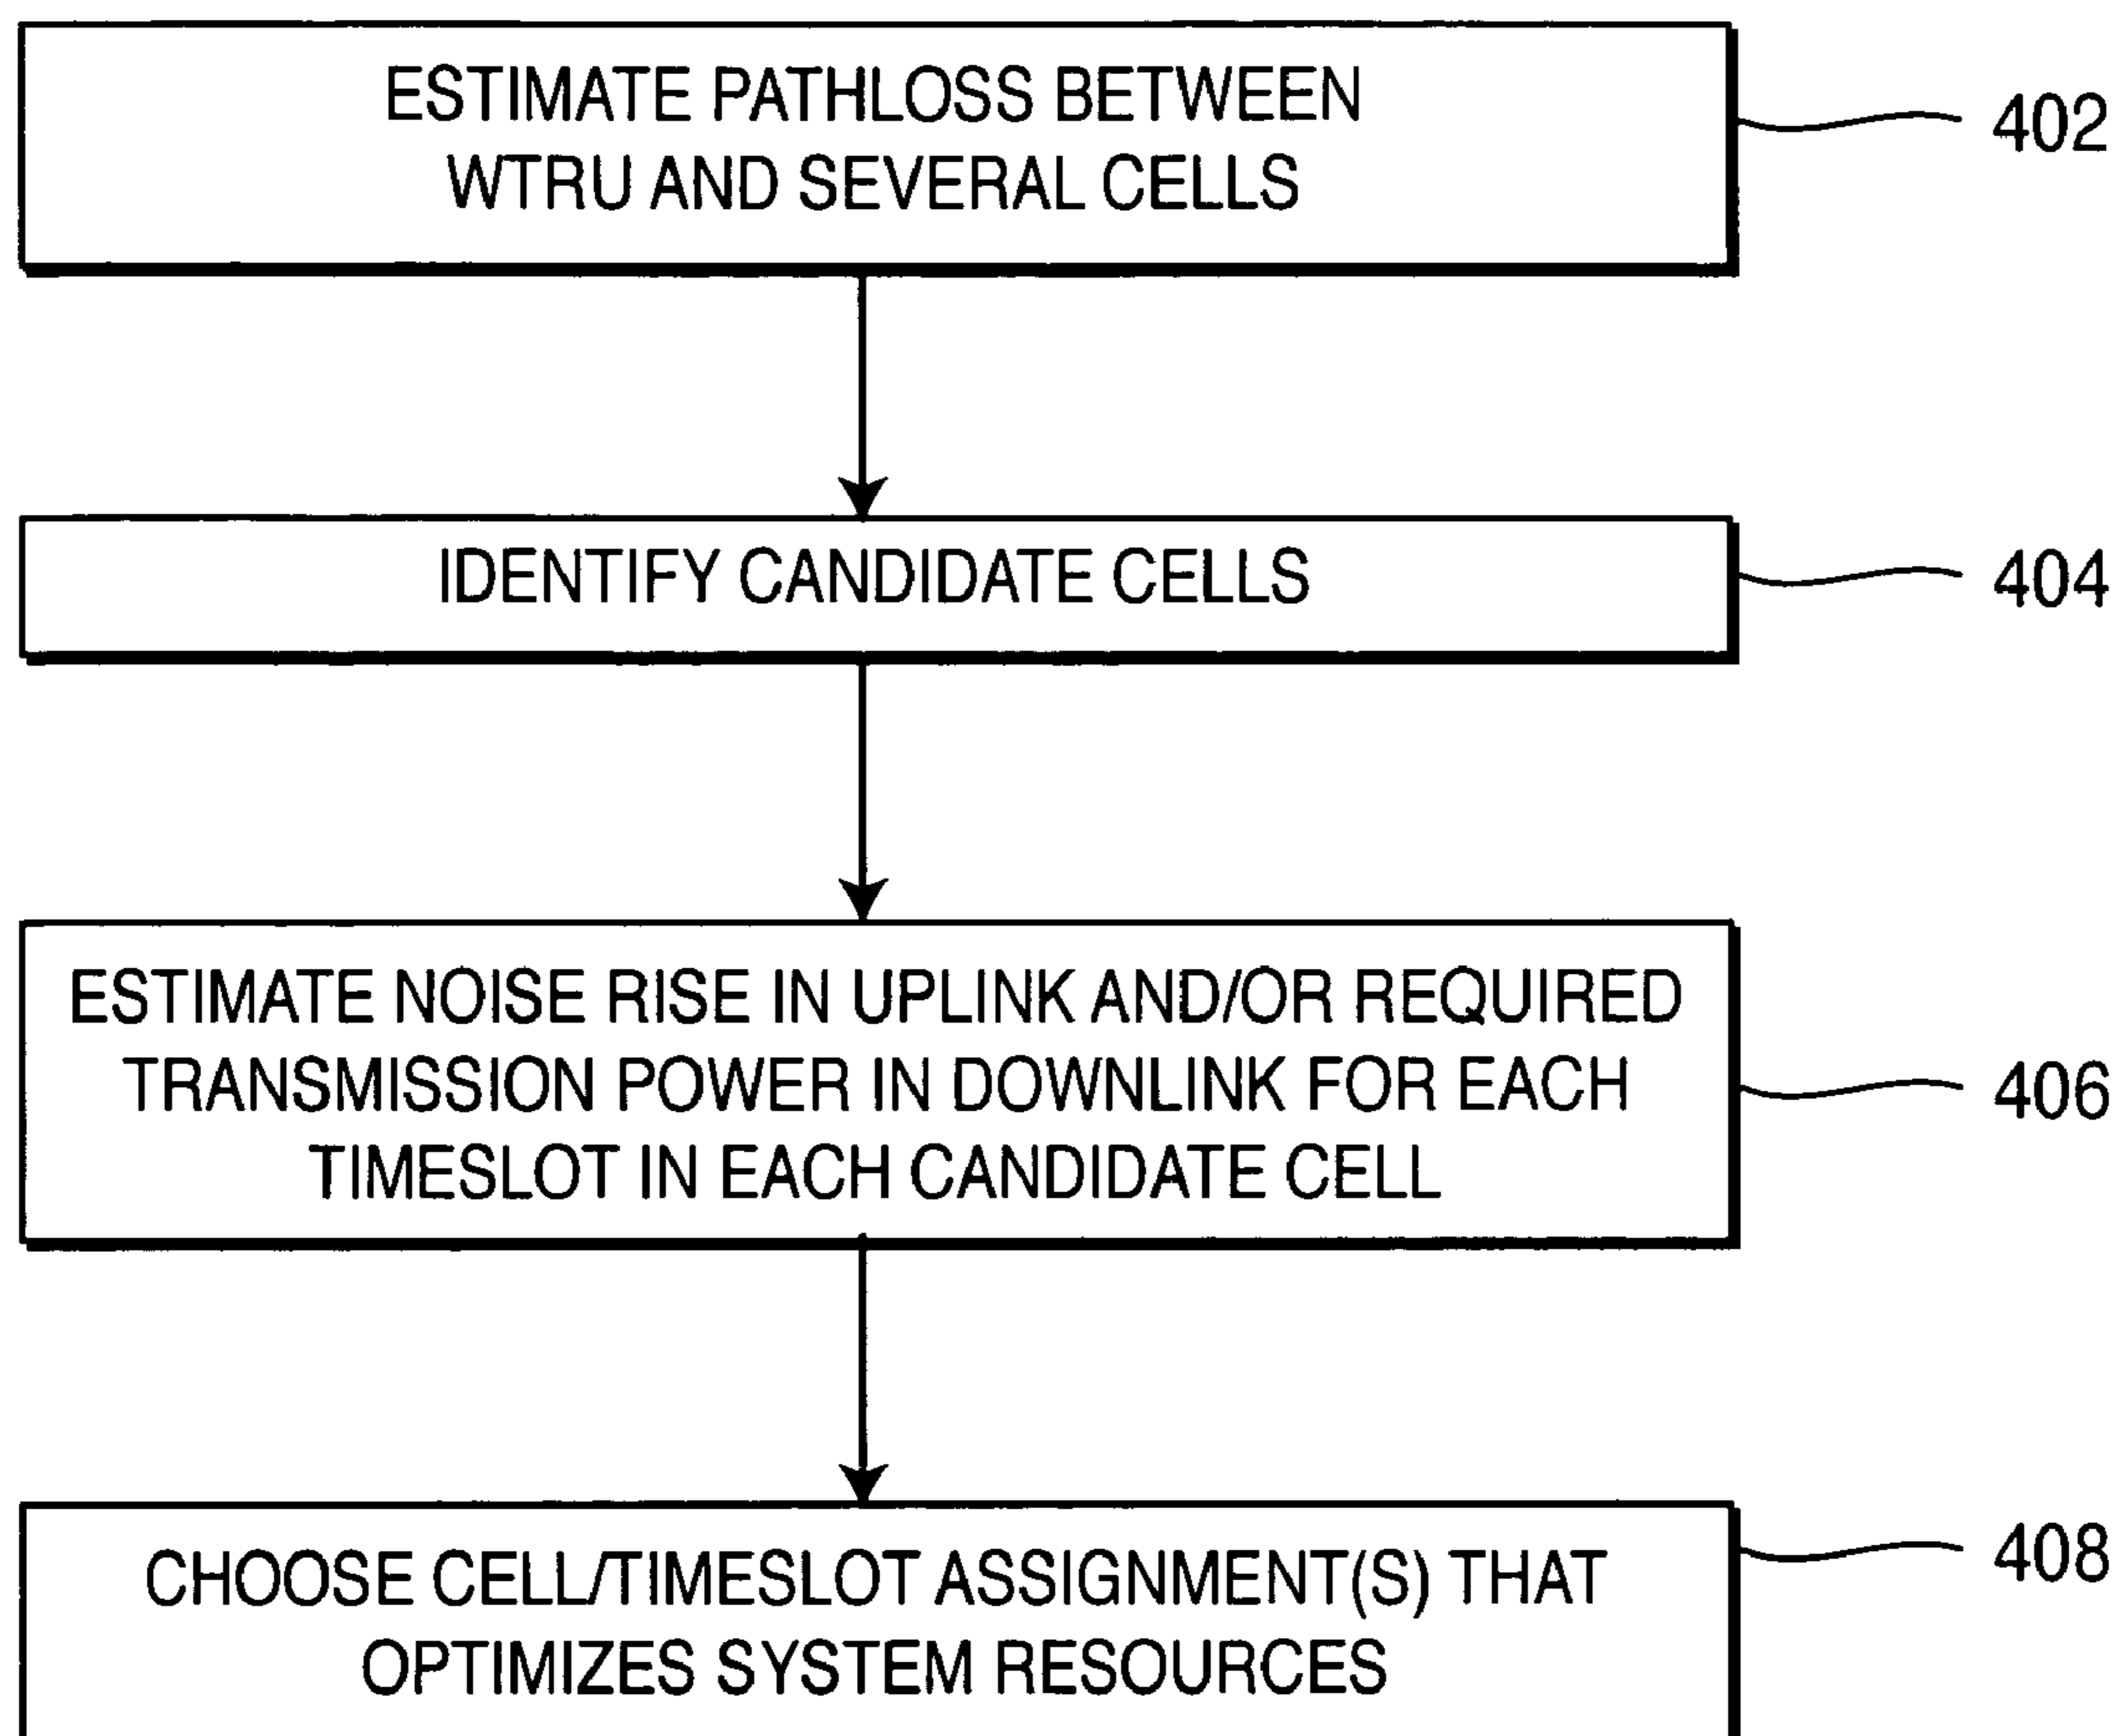 ESTIMATE PATHLOSS BETWEEN
WTRU AND SEVERAL CELLS
402
IDENTIFY CANDIDATE CELLS
404
ESTIMATE NOISE RISE IN UPLINK AND/OR REQUIRED
TRANSMISSION POWER IN DOWNLINK FOR EACH
TIMESLOT IN EACH CANDIDATE CELL
406
CHOOSE CELL/TIMESLOT ASSIGNMENT(S) THAT
OPTIMIZES SYSTEM RESOURCES
408